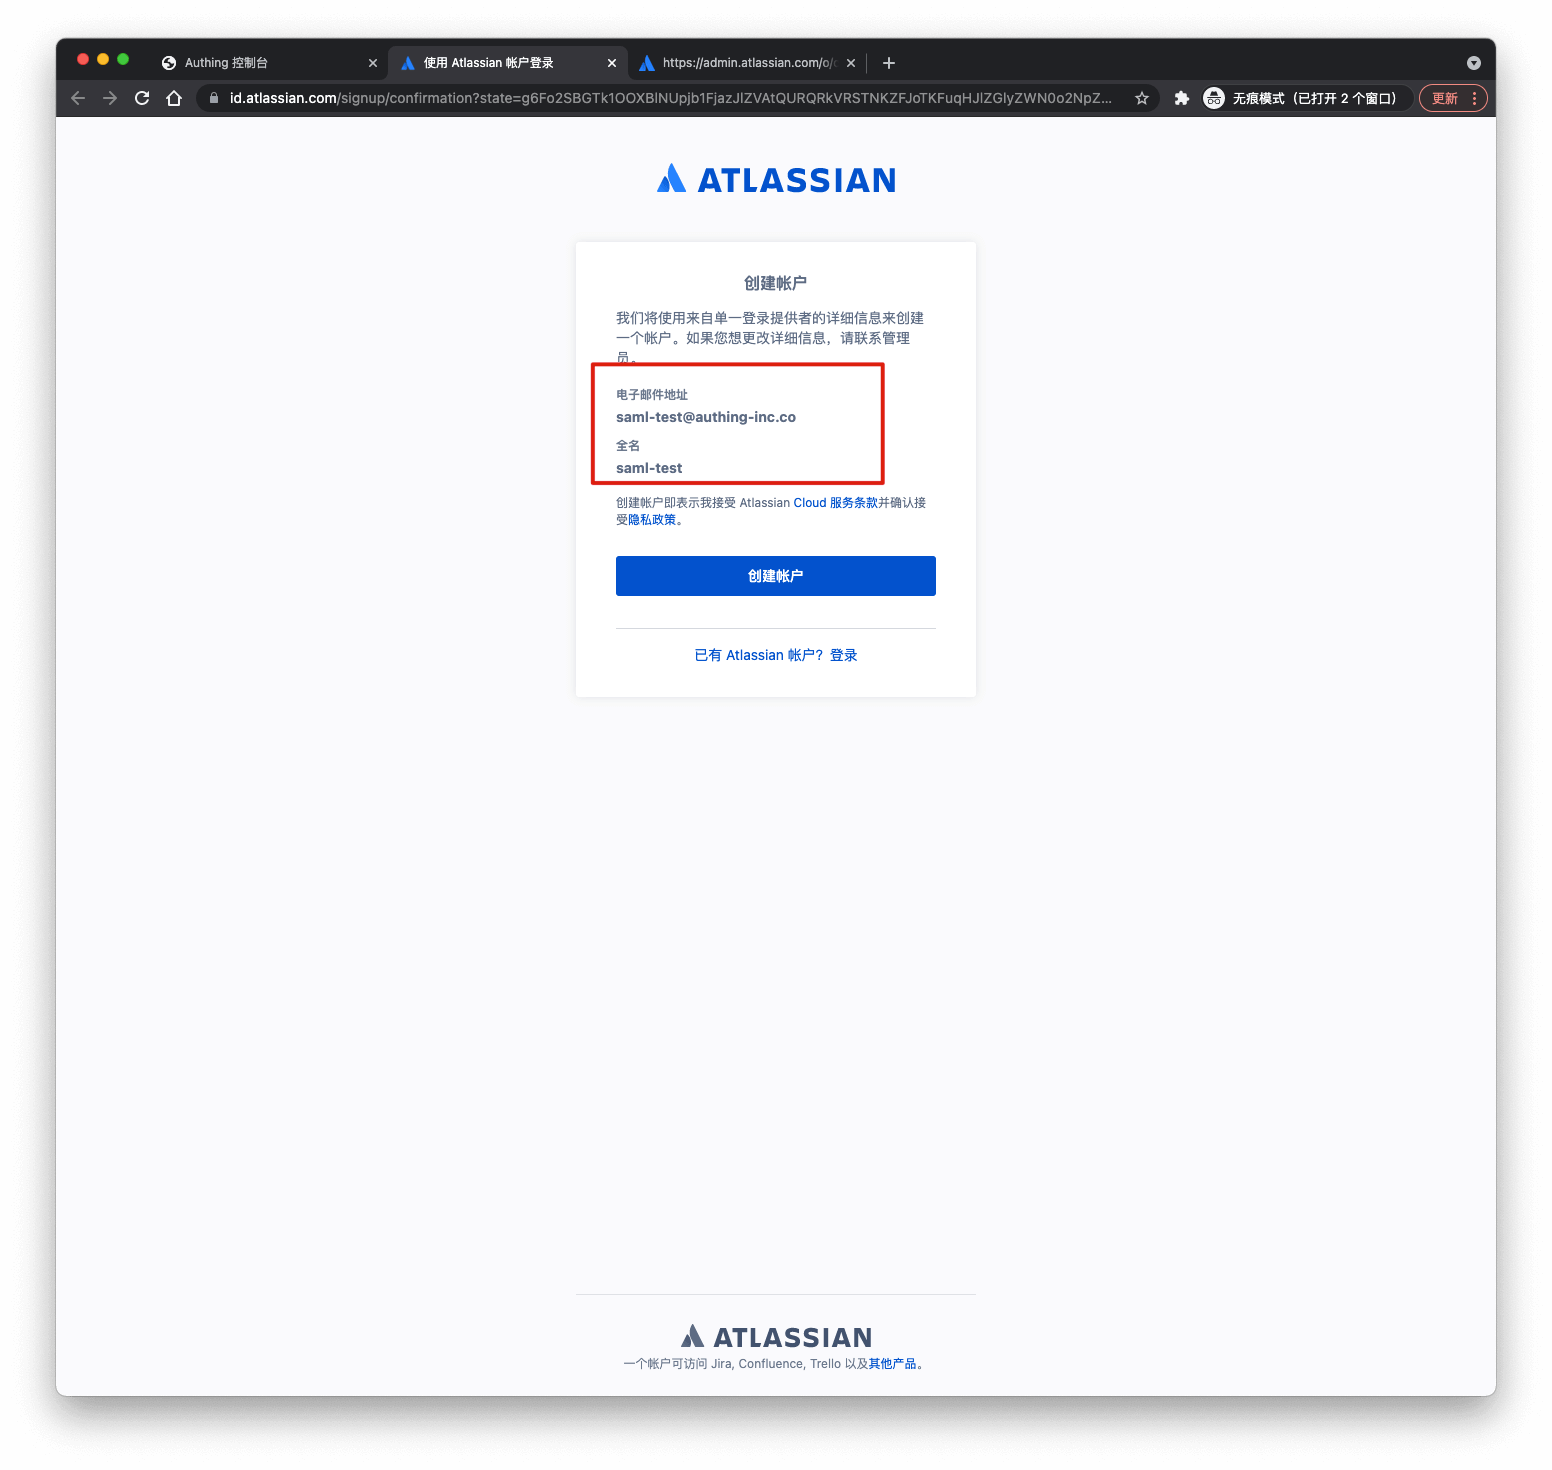 Authing 控制台
使用 Atlassian 帐户登录
https://admin.atlassian.com/o/
id.atlassian.com/signup/confirmation?state=g6Fo2SBGTk1OOXBINUpjb1FjazJIZVAtQURQRkVRSTNKZFJoTKFuqHJlZGlyZWN0o2NpZ...
无痕模式（已打开 2 个窗口）
更新
ATLASSIAN
创建帐户
我们将使用来自单一登录提供者的详细信息来创建
一个帐户。如果您想更改详细信息，请联系管理
员。
电子邮件地址
saml-test@authing-inc.co
全名
saml-test
创建帐户即表示我接受 Atlassian Cloud 服务条款并确认接
受隐私政策。
创建帐户
已有 Atlassian 帐户？登录
ATLASSIAN
一个帐户可访问 Jira, Confluence, Trello 以及其他产品。